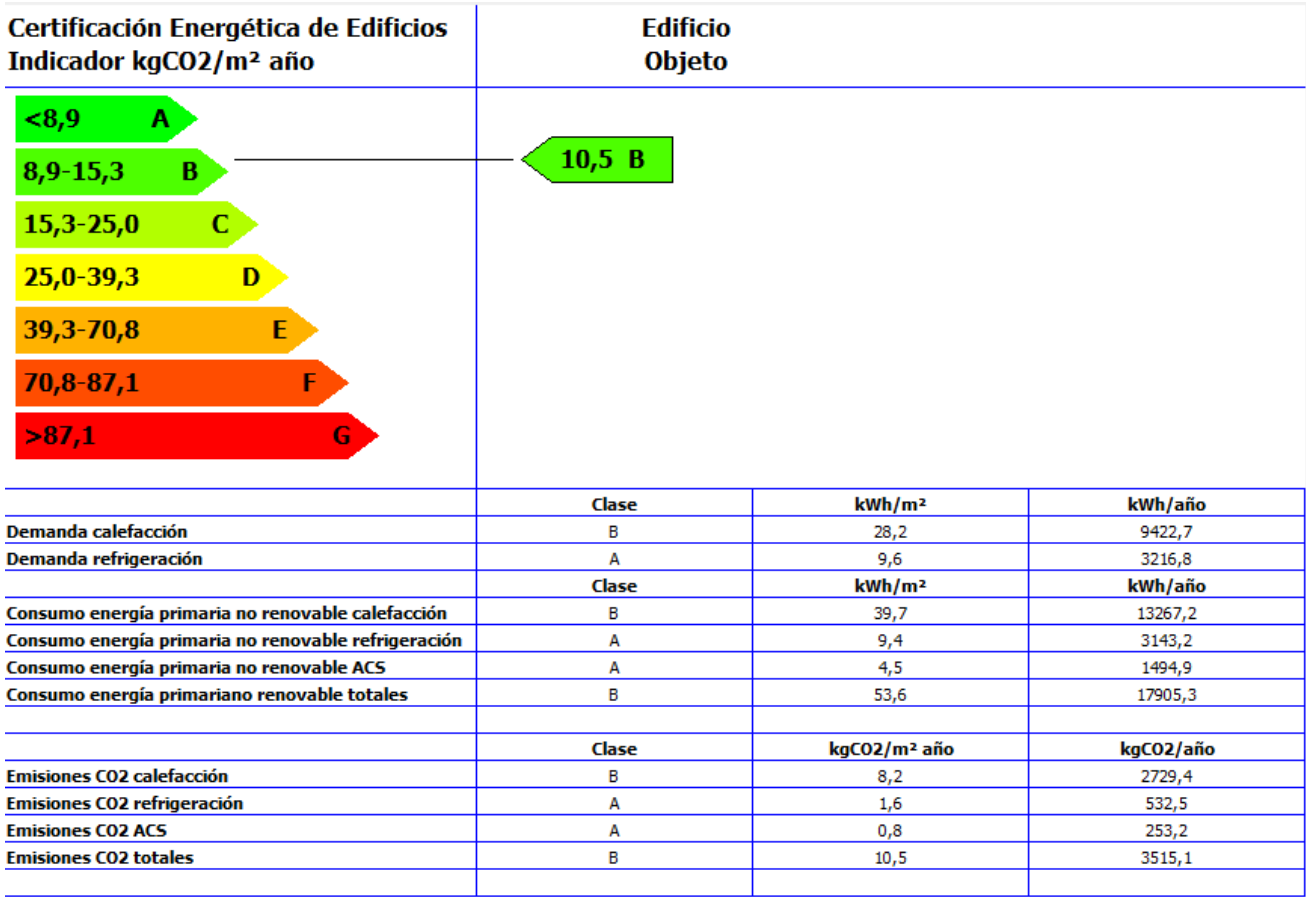 Certificación Energética de Edificios
Indicador kgCO2/m² año
Edificio
Objeto
<8,9 A
8,9-15,3 B
10,5 B
15,3-25,0 C
25,0-39,3 D
39,3-70,8 E
70,8-87,1 F
>87,1 G
Clase kWh/m² kWh/año
Demanda calefacción B 28,2 9422,7
Demanda refrigeración A 9,6 3216,8
Clase kWh/m² kWh/año
Consumo energía primaria no renovable calefacción B 39,7 13267,2
Consumo energía primaria no renovable refrigeración A 9,4 3143,2
Consumo energía primaria no renovable ACS A 4,5 1494,9
Consumo energía primariano renovable totales B 53,6 17905,3
Clase kgCO2/m² año kgCO2/año
Emisiones CO2 calefacción B 8,2 2729,4
Emisiones CO2 refrigeración A 1,6 532,5
Emisiones CO2 ACS A 0,8 253,2
Emisiones CO2 totales B 10,5 3515,1